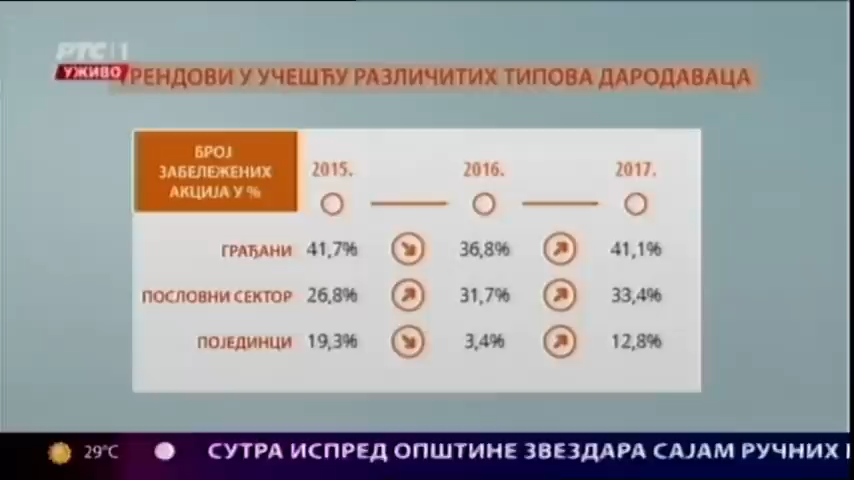 РТС 1
УЖИВО
ТРЕНДОВИ У УЧЕШЋУ РАЗЛИЧИТИХ ТИПОВА ДАРОДАВАЦА
БРОЈ
ЗАБЕЛЕЖЕНИХ
АКЦИЈА У %
2015. 2016. 2017.
ГРАЂАНИ 41,7% 36,8% 41,1%
ПОСЛОВНИ СЕКТОР 26,8% 31,7% 33,4%
ПОЈЕДИНЦИ 19,3% 3,4% 12,8%
29°C СУТРА ИСПРЕД ОПШТИНЕ ЗВЕЗДАРА САЈАМ РУЧНИХ